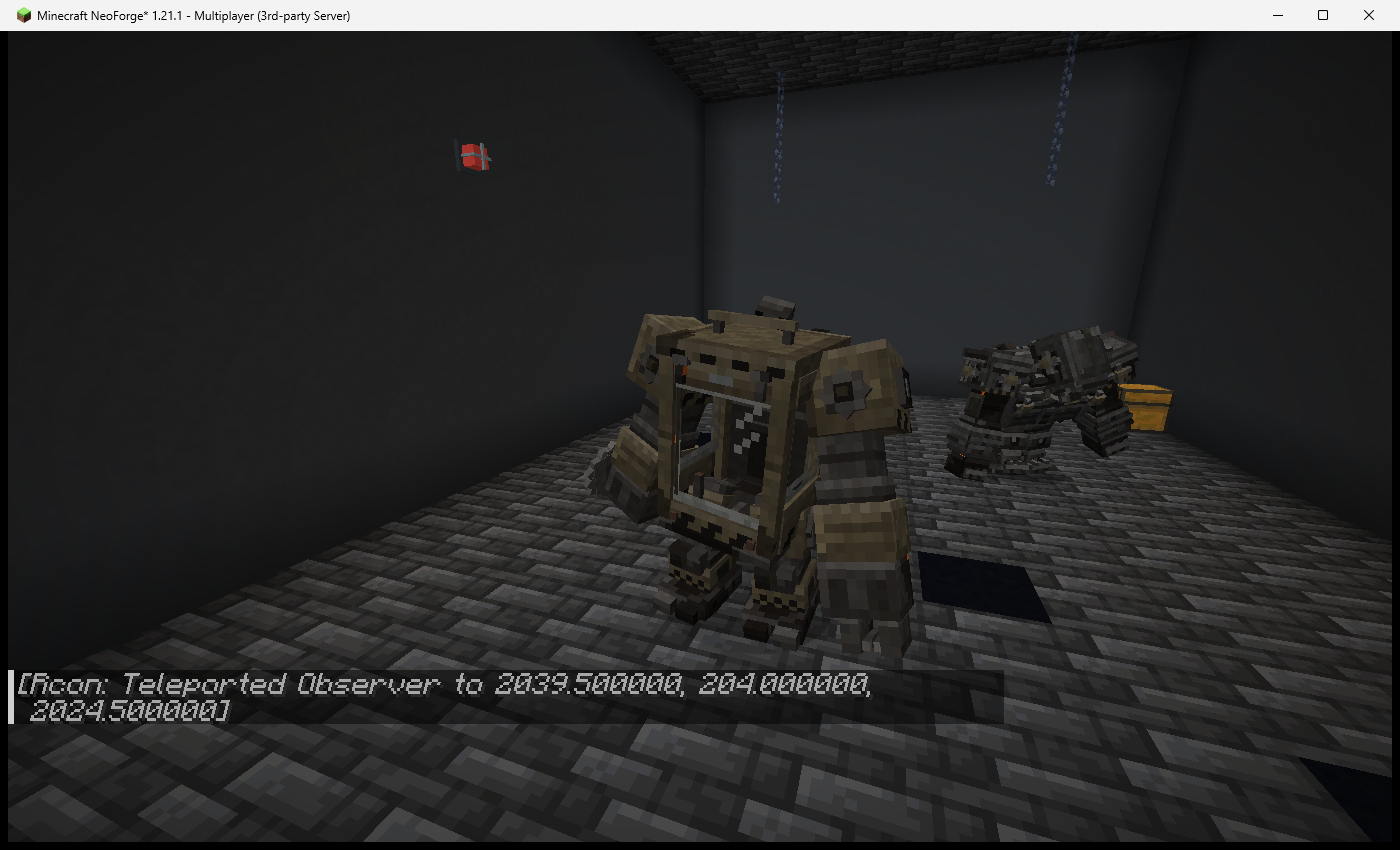 Minecraft NeoForge* 1.21.1 - Multiplayer (3rd-party Server)
[Rcon: Teleported Observer to 2039.500000, 204.000000,
2024.500000]